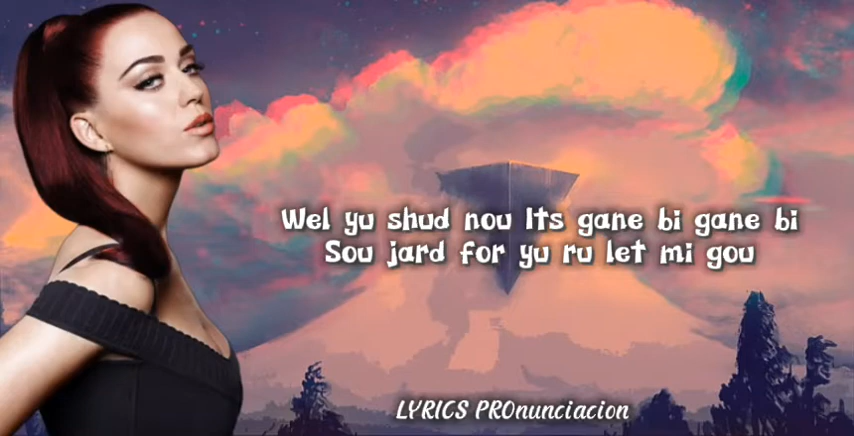 Wel yu shud nou Its gane bi gane bi
Sou jard for yu ru let mi gou
LYRICS PROnunciacion